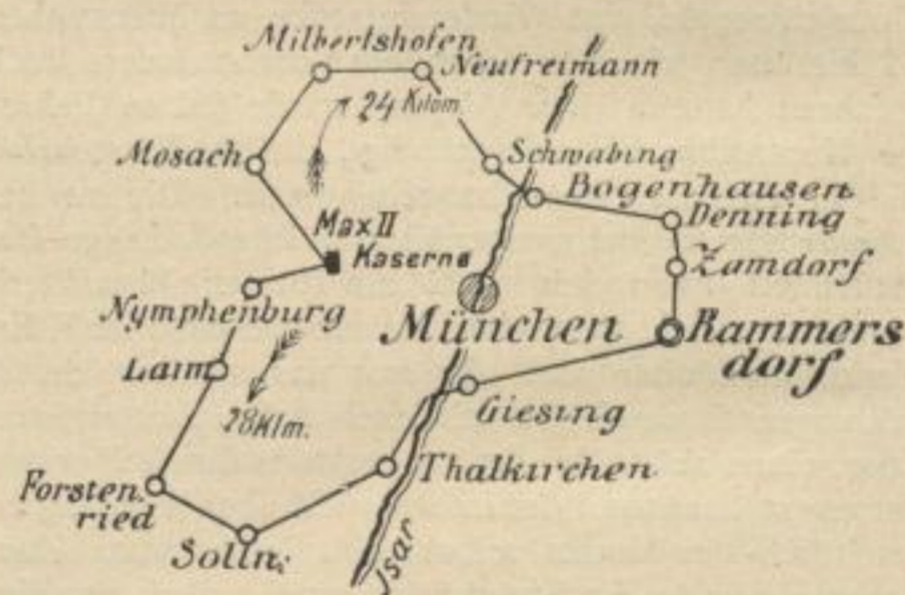 Milbertshofen
Neufreimann
24 Kilom.
Mosach
Schwabing
Bogenhausen
Denning
Max II
Kaserne
Zamdorf
Nymphenburg
München
Rammers
dorf
Laim
28 Klm.
Giesing
Thalkirchen
Forsten.
ried
Solln
Isar